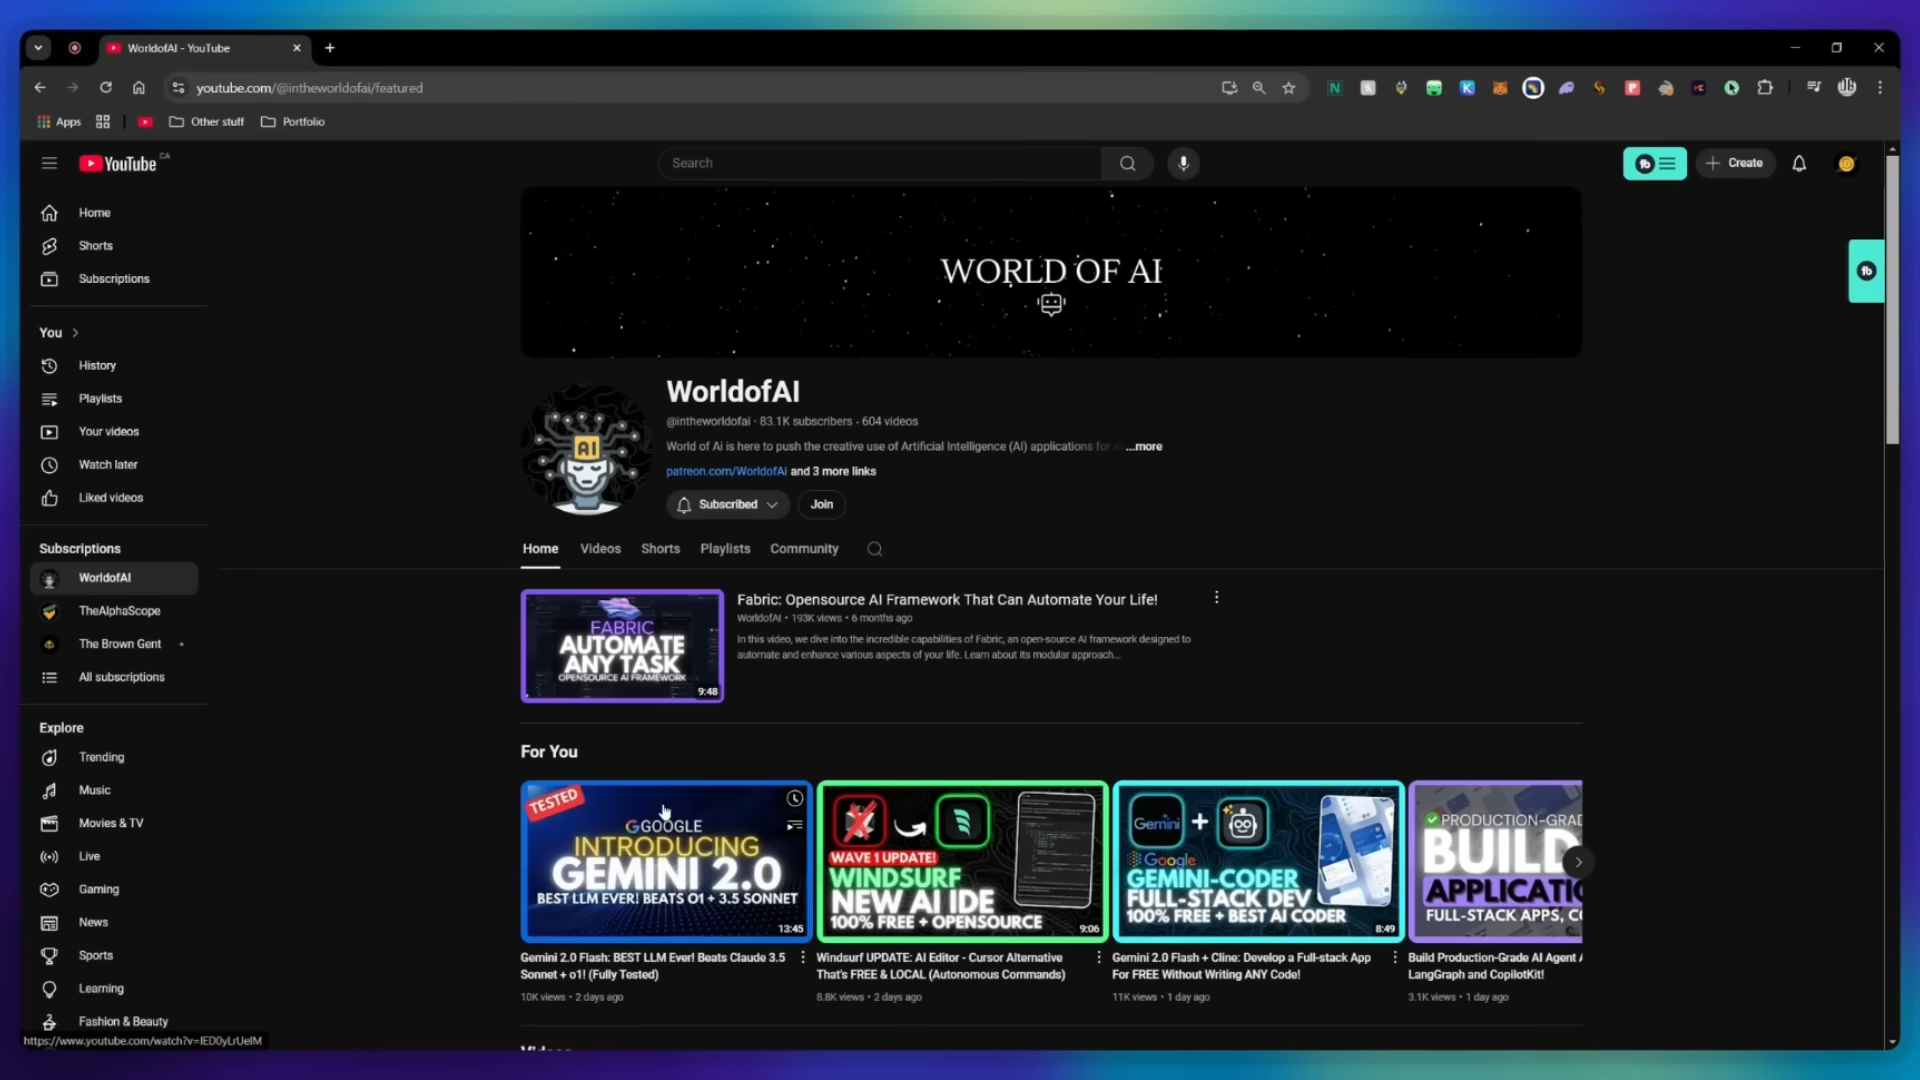 WorldofAI - YouTube
youtube.com/@intheworldofai/featured
Apps
Other stuff
Portfolio
YouTube CA
Search
Create
Home
Shorts
Subscriptions
You
History
Playlists
Your videos
Watch later
Liked videos
Subscriptions
WorldofAI
TheAlphaScope
The Brown Gent
All subscriptions
Explore
Trending
Music
Movies & TV
Live
Gaming
News
Sports
Learning
Fashion & Beauty
https://www.youtube.com/watch?v=lED0yLrUelM
WORLD OF AI
AI
WorldofAI
@intheworldofai · 83.1K subscribers · 604 videos
World of Ai is here to push the creative use of Artificial Intelligence (AI) applications for ...more
patreon.com/WorldofAI and 3 more links
Subscribed
Join
Home Videos Shorts Playlists Community
FABRIC
AUTOMATE
ANY TASK
OPENSOURCE AI FRAMEWORK
9:48
Fabric: Opensource AI Framework That Can Automate Your Life!
WorldofAI • 193K views • 6 months ago
In this video, we dive into the incredible capabilities of Fabric, an open-source AI framework designed to
automate and enhance various aspects of your life. Learn about its modular approach...
For You
TESTED
GOOGLE
INTRODUCING
GEMINI 2.0
BEST LLM EVER! BEATS O1 + 3.5 SONNET
13:45
Gemini 2.0 Flash: BEST LLM Ever! Beats Claude 3.5
Sonnet + o1! (Fully Tested)
10K views • 2 days ago
WAVE 1 UPDATE!
WINDSURF
NEW AI IDE
100% FREE + OPENSOURCE
9:06
Windsurf UPDATE: AI Editor - Cursor Alternative
That's FREE & LOCAL (Autonomous Commands)
8.8K views • 2 days ago
Gemini +
Google
GEMINI-CODER
FULL-STACK DEV
100% FREE + BEST AI CODER
8:49
Gemini 2.0 Flash + Cline: Develop a Full-stack App
For FREE Without Writing ANY Code!
11K views • 1 day ago
PRODUCTION-GRAD
BUILD
APPLICATIO
FULL-STACK APPS, C
Build Production-Grade AI Agent
LangGraph and CopilotKit!
3.1K views • 1 day ago